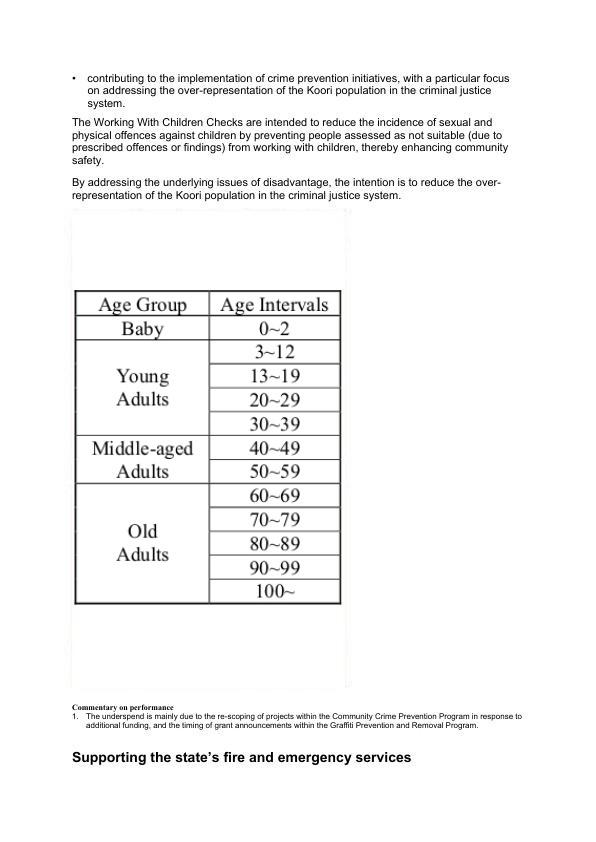 • contributing to the implementation of crime prevention initiatives, with a particular focus
on addressing the over-representation of the Koori population in the criminal justice
system.
The Working With Children Checks are intended to reduce the incidence of sexual and
physical offences against children by preventing people assessed as not suitable (due to
prescribed offences or findings) from working with children, thereby enhancing community
safety.
By addressing the underlying issues of disadvantage, the intention is to reduce the over-
representation of the Koori population in the criminal justice system.
Age Group Age Intervals
Baby 0~2
3~12
Young 13~19
Adults 20~29
30~39
Middle-aged 40~49
Adults 50~59
60~69
70~79
Old
80~89
Adults
90~99
100~
Commentary on performance
1. The underspend is mainly due to the re-scoping of projects within the Community Crime Prevention Program in response to
additional funding, and the timing of grant announcements within the Graffiti Prevention and Removal Program.
Supporting the state’s fire and emergency services